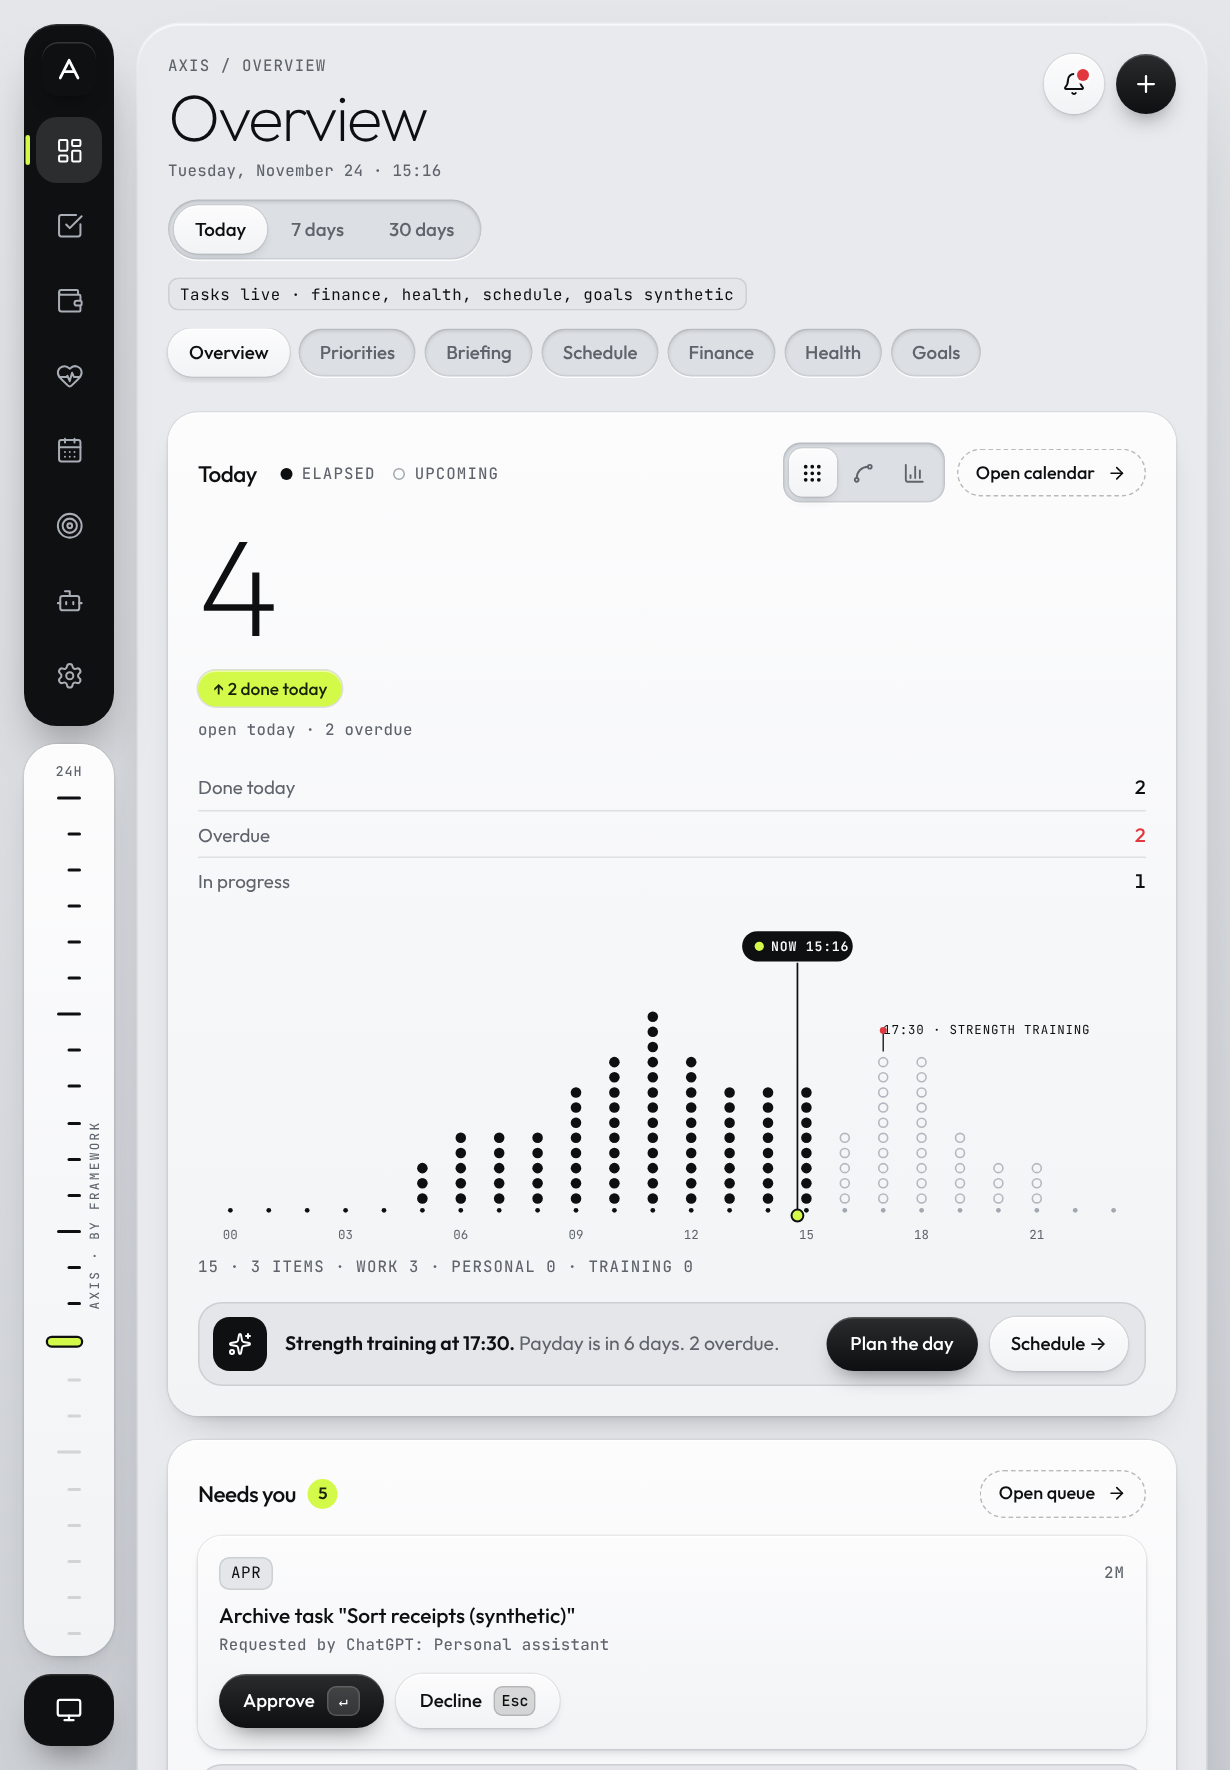 A
AXIS / OVERVIEW
Overview
Tuesday, November 24 · 15:16
Today 7 days 30 days
Tasks live · finance, health, schedule, goals synthetic
Overview Priorities Briefing Schedule Finance Health Goals
Today ELAPSED UPCOMING Open calendar →
4
↑ 2 done today
open today · 2 overdue
Done today 2
Overdue 2
In progress 1
NOW 15:16
17:30 · STRENGTH TRAINING
00 03 06 09 12 15 18 21
15 · 3 ITEMS · WORK 3 · PERSONAL 0 · TRAINING 0
Strength training at 17:30. Payday is in 6 days. 2 overdue. Plan the day Schedule →
Needs you 5 Open queue →
APR 2M
Archive task "Sort receipts (synthetic)"
Requested by ChatGPT: Personal assistant
Approve ↵ Decline Esc
24H
AXIS · BY FRAMEWORK